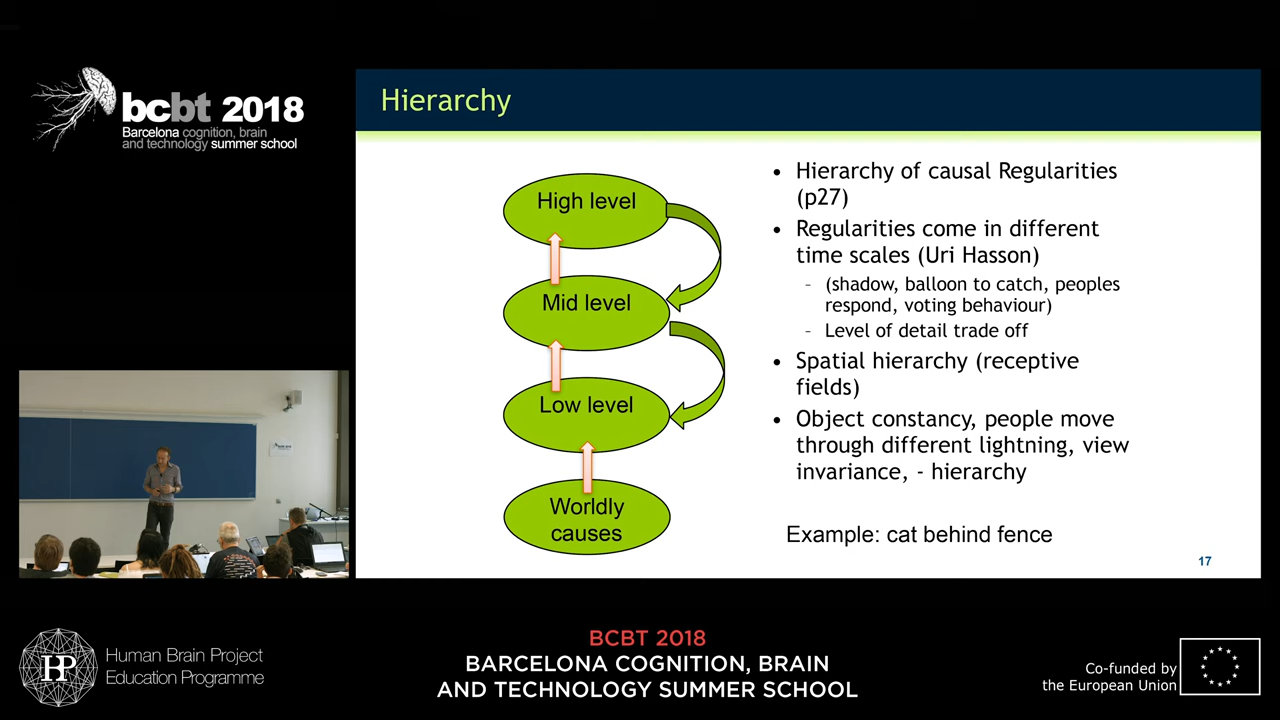 bcbt 2018
Barcelona cognition, brain
and technology summer school
Hierarchy
High level
Mid level
Low level
Worldly
causes
• Hierarchy of causal Regularities
(p27)
• Regularities come in different
time scales (Uri Hasson)
- (shadow, balloon to catch, peoples
respond, voting behaviour)
- Level of detail trade off
• Spatial hierarchy (receptive
fields)
• Object constancy, people move
through different lightning, view
invariance, - hierarchy
Example: cat behind fence
17
HP
Human Brain Project
Education Programme
BCBT 2018
BARCELONA COGNITION, BRAIN
AND TECHNOLOGY SUMMER SCHOOL
Co-funded by
the European Union